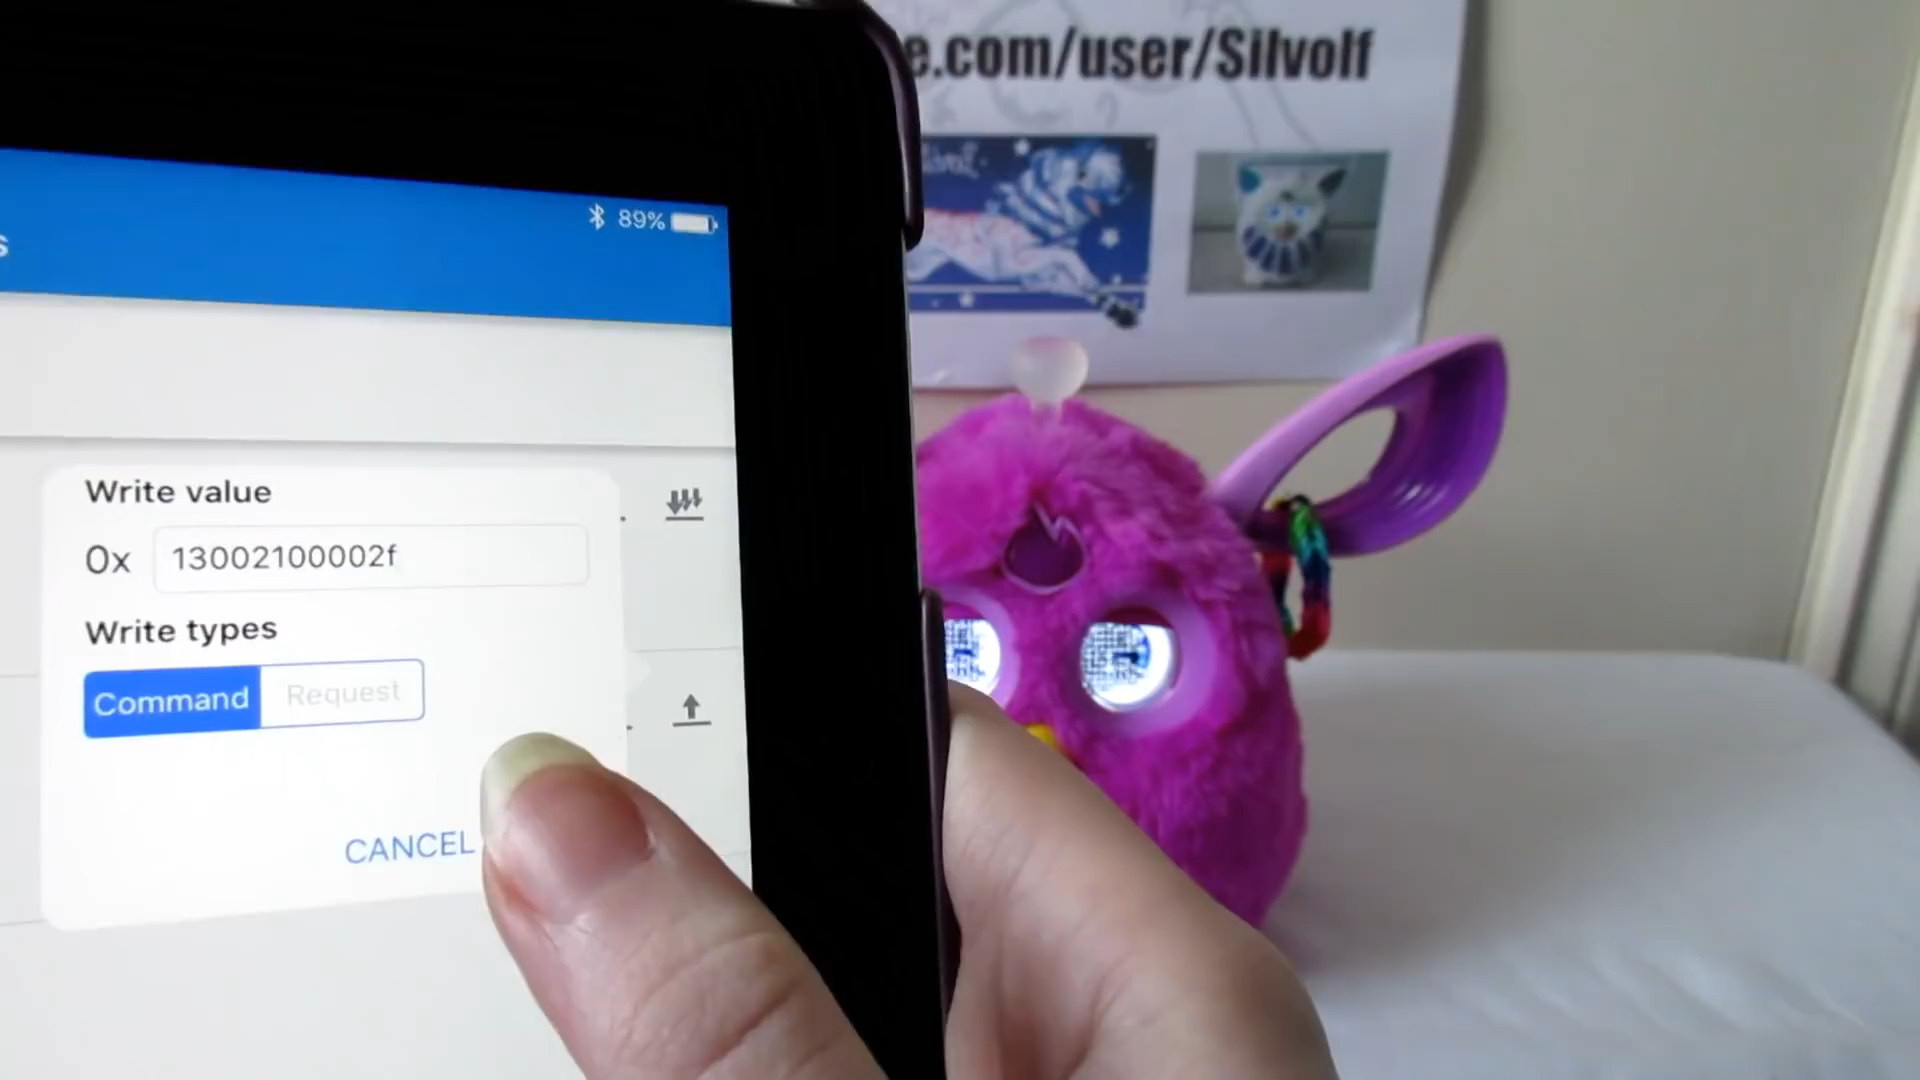 e.com/user/Silvolf
s
89%
Write value
0x 13002100002f
Write types
Command Request
CANCEL